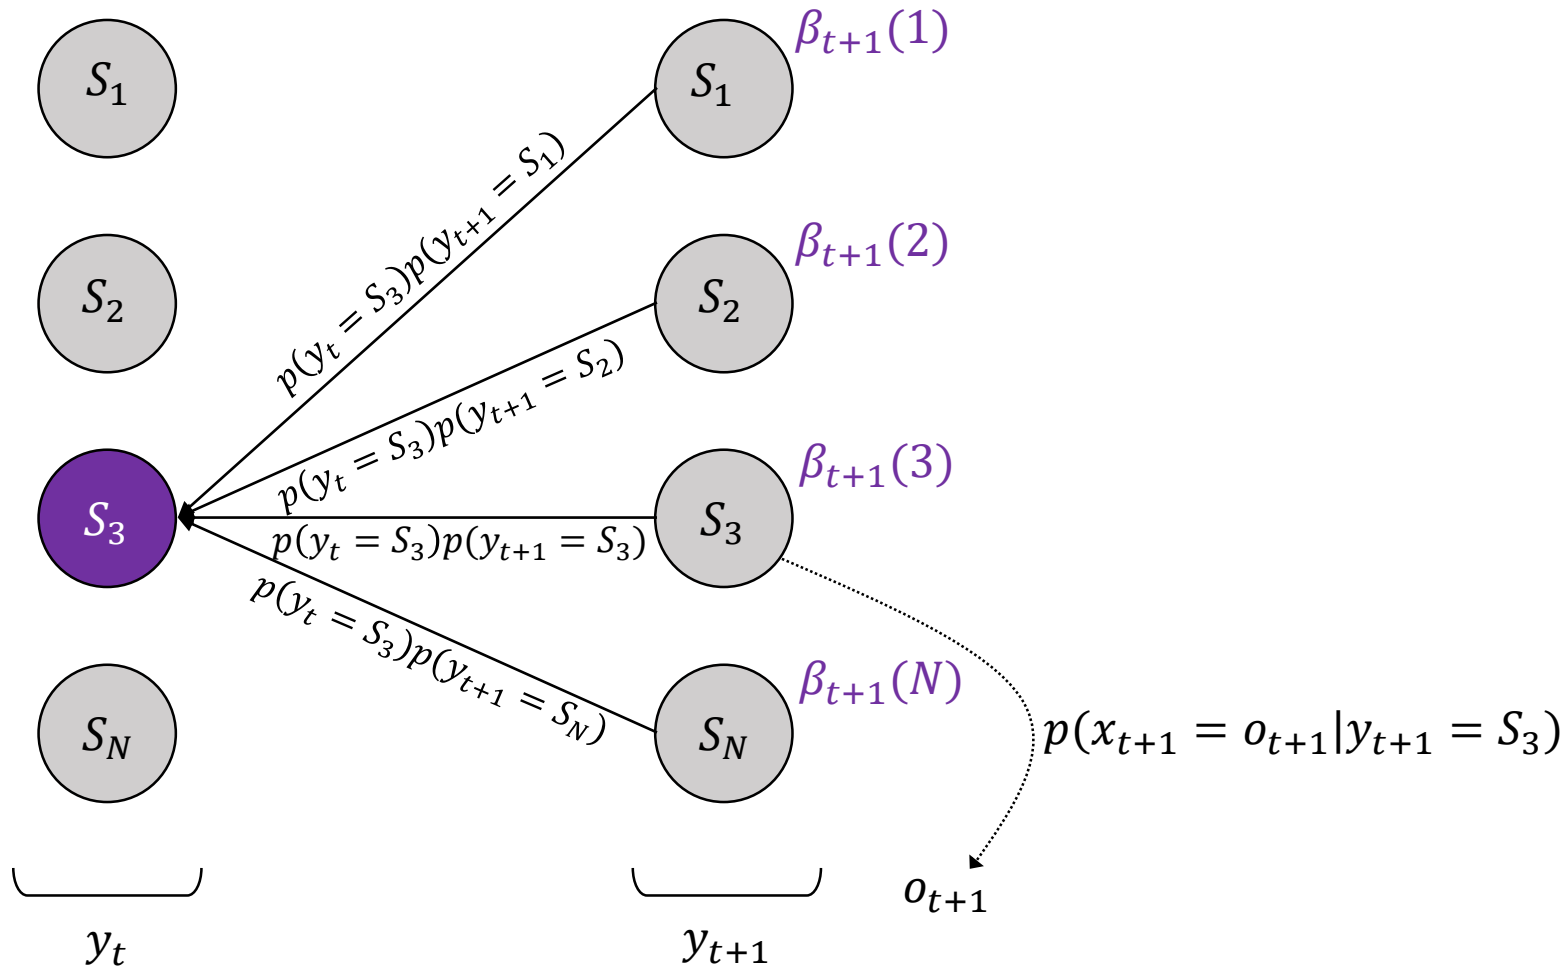 β_{t+1}(1)
S_1
S_1
p(y_t = S_3)p(y_{t+1} = S_1)
β_{t+1}(2)
S_2
S_2
p(y_t = S_3)p(y_{t+1} = S_2)
β_{t+1}(3)
S_3
S_3
p(y_t = S_3)p(y_{t+1} = S_3)
p(y_t = S_3)p(y_{t+1} = S_N)
β_{t+1}(N)
S_N
S_N
p(x_{t+1} = o_{t+1}|y_{t+1} = S_3)
o_{t+1}
y_t
y_{t+1}